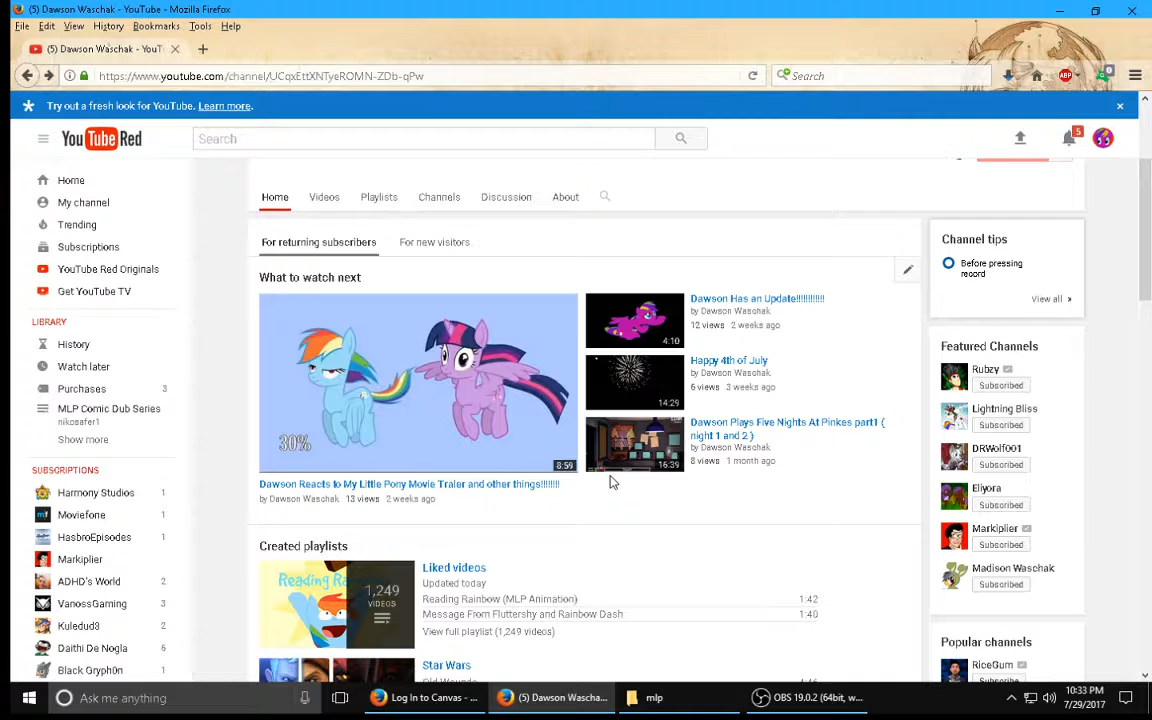 (5) Dawson Waschak - YouTube - Mozilla Firefox
File Edit View History Bookmarks Tools Help
(5) Dawson Waschak - YouT
https://www.youtube.com/channel/UCqxEttXNTyeROMN-ZDb-qPw
Search
ABP
0
Try out a fresh look for YouTube. Learn more.
YouTube Red
Search
5
Home
My channel
Trending
Subscriptions
YouTube Red Originals
Get YouTube TV
LIBRARY
History
Watch later
Purchases 3
MLP Comic Dub Series
nikosafer1
Show more
SUBSCRIPTIONS
Harmony Studios 1
Moviefone 1
HasbroEpisodes 1
Markiplier
ADHD's World 2
VanossGaming 3
Kuledud3 2
Daithi De Nogla 6
Black Gryph0n 1
Home Videos Playlists Channels Discussion About
For returning subscribers For new visitors
What to watch next
30%
8:59
Dawson Reacts to My Little Pony Movie Traler and other things!!!!!!!!
by Dawson Waschak 13 views 2 weeks ago
4:10
Dawson Has an Update!!!!!!!!!!!!
by Dawson Waschak
12 views 2 weeks ago
14:29
Happy 4th of July
by Dawson Waschak
6 views 3 weeks ago
16:39
Dawson Plays Five Nights At Pinkes part1 (
night 1 and 2 )
by Dawson Waschak
8 views 1 month ago
Created playlists
Reading Ra
1,249
VIDEOS
Liked videos
Updated today
Reading Rainbow (MLP Animation) 1:42
Message From Fluttershy and Rainbow Dash 1:40
View full playlist (1,249 videos)
Star Wars
Channel tips
Before pressing
record
View all
Featured Channels
Rubzy
Subscribed
Lightning Bliss
Subscribed
DRWolf001
Subscribed
Eliyora
Subscribed
Markiplier
Subscribed
Madison Waschak
Subscribed
Popular channels
RiceGum
Ask me anything
Log In to Canvas - ...
(5) Dawson Wascha...
mlp
OBS 19.0.2 (64bit, w...
10:33 PM
7/29/2017